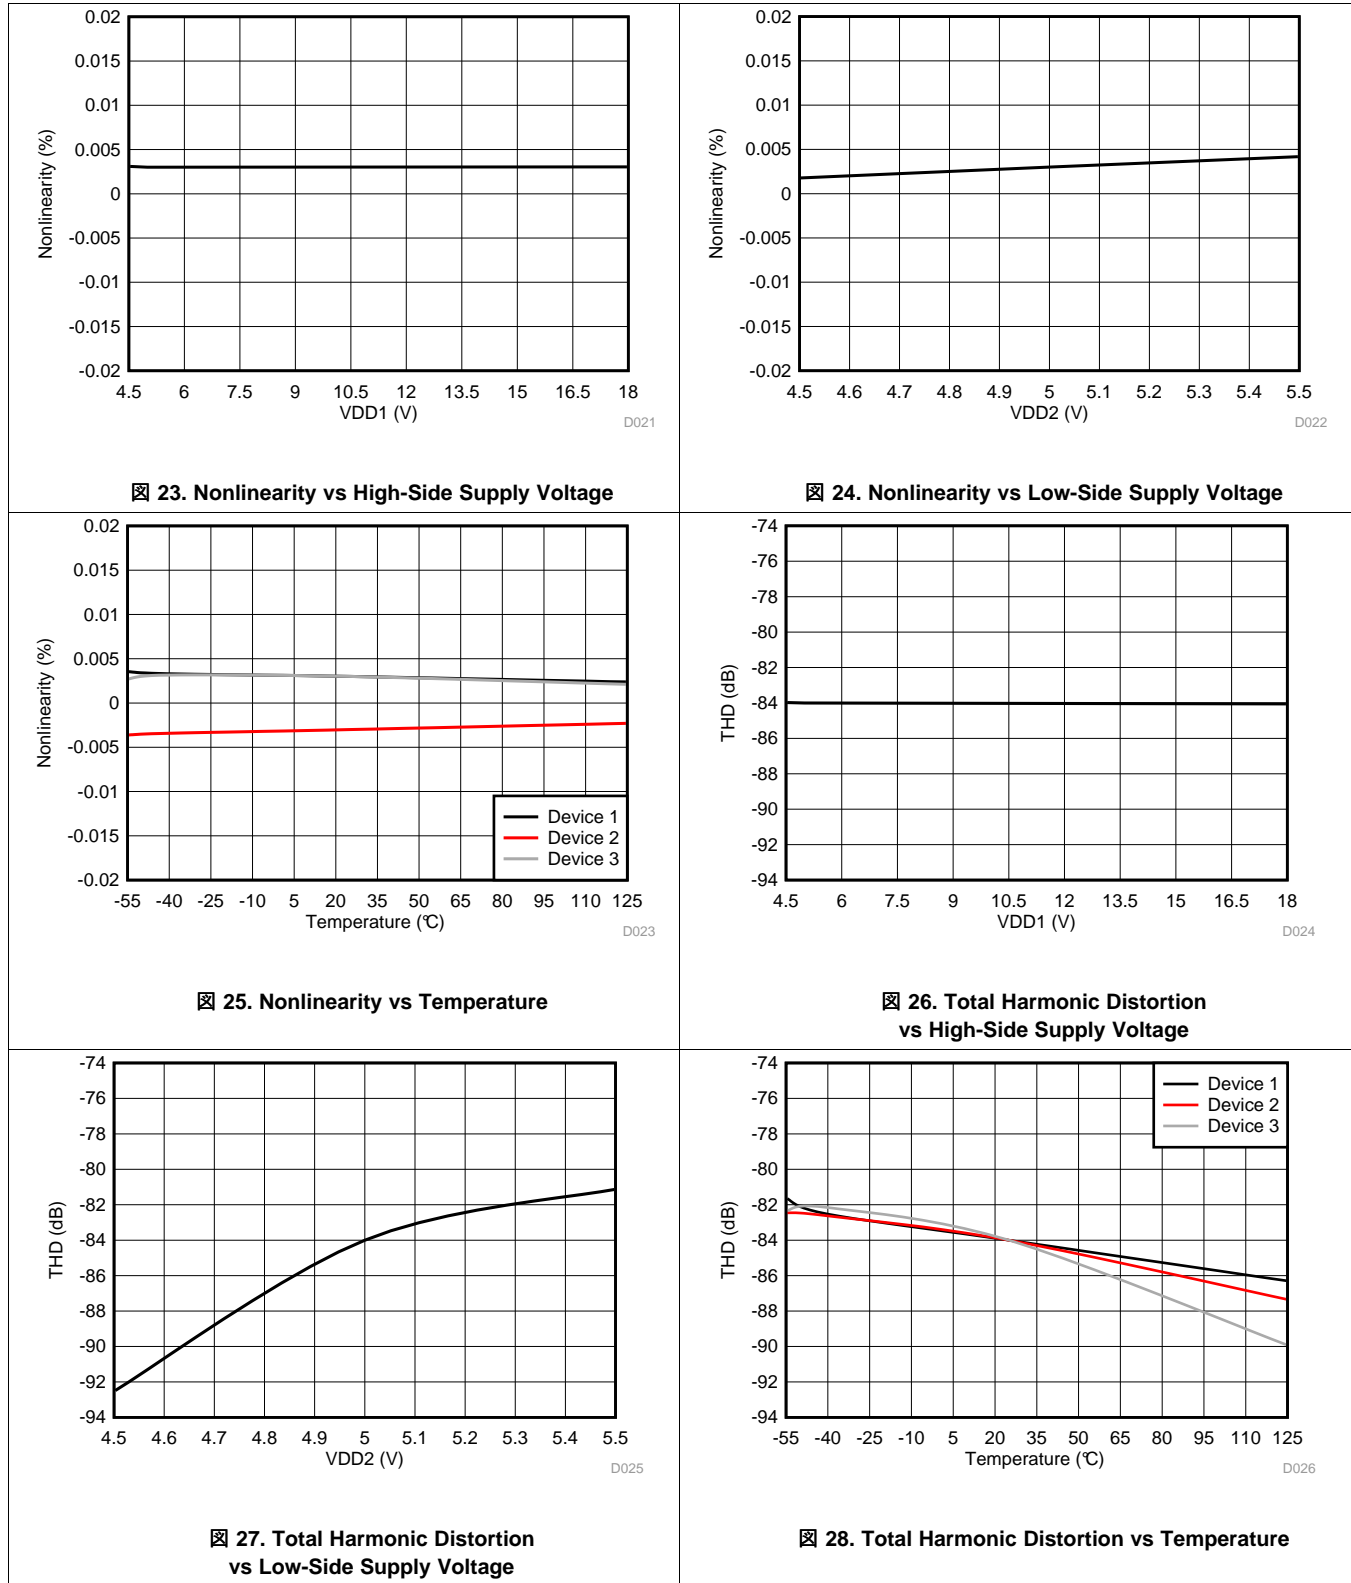 0.02
0.015
0.01
0.005
0
-0.005
-0.01
-0.015
-0.02
Nonlinearity (%)
4.5 6 7.5 9 10.5 12 13.5 15 16.5 18
VDD1 (V)
D021
図 23. Nonlinearity vs High-Side Supply Voltage
0.02
0.015
0.01
0.005
0
-0.005
-0.01
-0.015
-0.02
Nonlinearity (%)
4.5 4.6 4.7 4.8 4.9 5 5.1 5.2 5.3 5.4 5.5
VDD2 (V)
D022
図 24. Nonlinearity vs Low-Side Supply Voltage
0.02
0.015
0.01
0.005
0
-0.005
-0.01
-0.015
-0.02
Nonlinearity (%)
Device 1
Device 2
Device 3
-55 -40 -25 -10 5 20 35 50 65 80 95 110 125
Temperature (°C)
D023
図 25. Nonlinearity vs Temperature
-74
-76
-78
-80
-82
-84
-86
-88
-90
-92
-94
THD (dB)
4.5 6 7.5 9 10.5 12 13.5 15 16.5 18
VDD1 (V)
D024
図 26. Total Harmonic Distortion
vs High-Side Supply Voltage
-74
-76
-78
-80
-82
-84
-86
-88
-90
-92
-94
THD (dB)
4.5 4.6 4.7 4.8 4.9 5 5.1 5.2 5.3 5.4 5.5
VDD2 (V)
D025
図 27. Total Harmonic Distortion
vs Low-Side Supply Voltage
-74
-76
-78
-80
-82
-84
-86
-88
-90
-92
-94
THD (dB)
Device 1
Device 2
Device 3
-55 -40 -25 -10 5 20 35 50 65 80 95 110 125
Temperature (°C)
D026
図 28. Total Harmonic Distortion vs Temperature